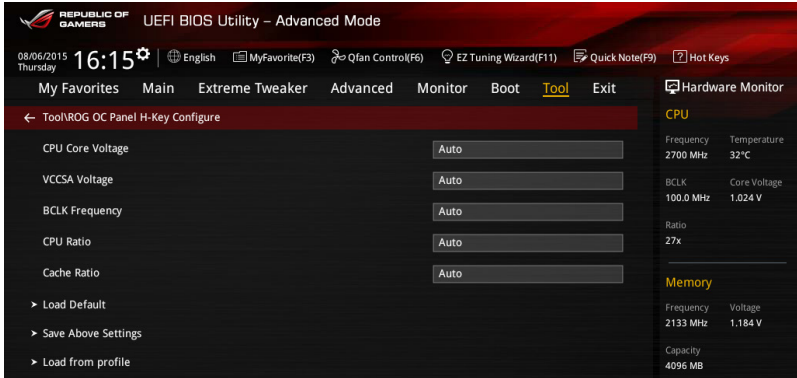 REPUBLIC OF
GAMERS
UEFI BIOS Utility – Advanced Mode
08/06/2015
Thursday
16:15
English
MyFavorite(F3)
Qfan Control(F6)
EZ Tuning Wizard(F11)
Quick Note(F9)
? Hot Keys
My Favorites Main Extreme Tweaker Advanced Monitor Boot Tool Exit
Hardware Monitor
← Tool\ROG OC Panel H-Key Configure
CPU Core Voltage Auto
VCCSA Voltage Auto
BCLK Frequency Auto
CPU Ratio Auto
Cache Ratio Auto
> Load Default
> Save Above Settings
> Load from profile
CPU
Frequency Temperature
2700 MHz 32°C
BCLK Core Voltage
100.0 MHz 1.024 V
Ratio
27x
Memory
Frequency Voltage
2133 MHz 1.184 V
Capacity
4096 MB